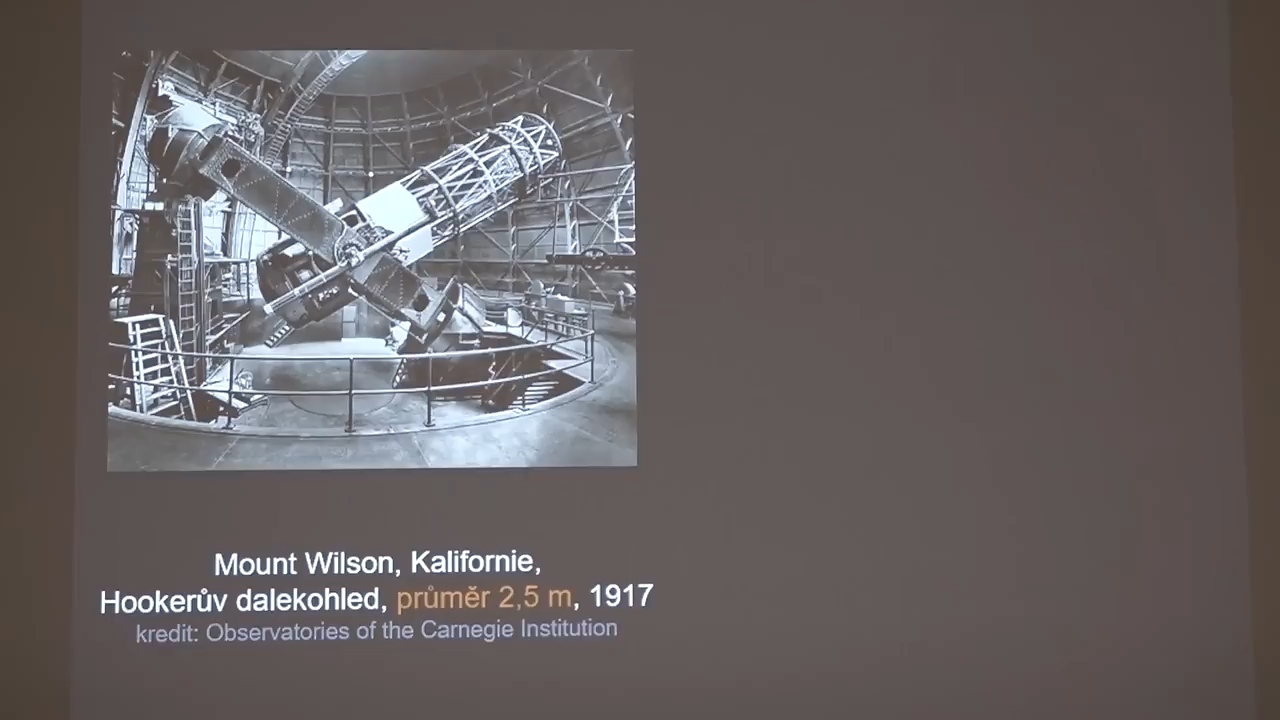 Mount Wilson, Kalifornie,
Hookerův dalekohled, průměr 2,5 m, 1917
kredit: Observatories of the Carnegie Institution